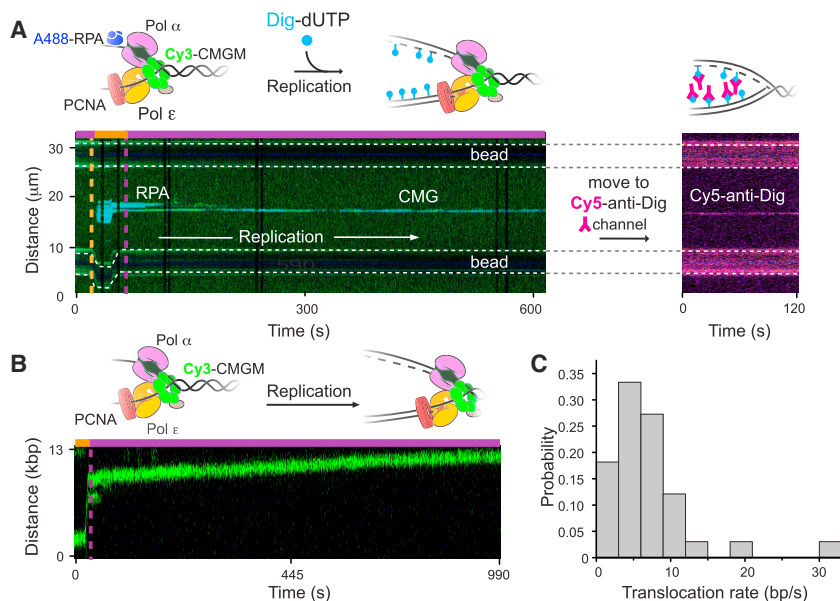 A
Pol α
A488-RPA
Cy3-CMGM
PCNA
Pol ε
Dig-dUTP
Replication
Distance (μm)
30
20
10
0
bead
RPA
CMG
Replication
bead
0
300
600
Time (s)
move to
Cy5-anti-Dig
channel
Cy5-anti-Dig
0
120
Time (s)
B
Pol α
Cy3-CMGM
PCNA
Pol ε
Replication
Distance (kbp)
13
0
0
445
990
Time (s)
C
Probability
0.35
0.30
0.25
0.20
0.15
0.10
0.05
0
0
10
20
30
Translocation rate (bp/s)